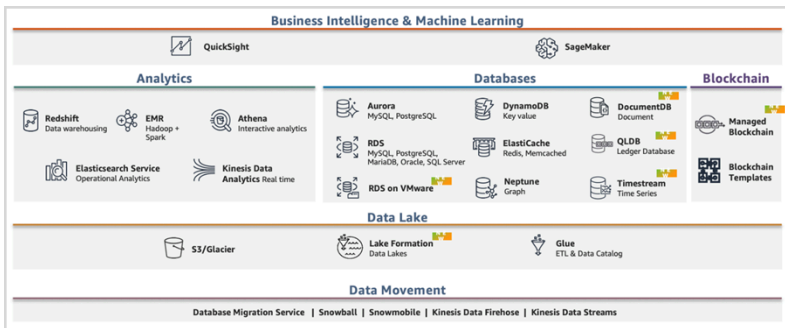 Business Intelligence & Machine Learning
QuickSight
SageMaker
Analytics
Redshift
Data warehousing
EMR
Hadoop +
Spark
Athena
Interactive analytics
Elasticsearch Service
Operational Analytics
Kinesis Data
Analytics Real time
Databases
Aurora
MySQL, PostgreSQL
DynamoDB
Key value
DocumentDB
Document
RDS
MySQL, PostgreSQL,
MariaDB, Oracle, SQL Server
ElastiCache
Redis, Memcached
QLDB
Ledger Database
RDS on VMware
Neptune
Graph
Timestream
Time Series
Blockchain
Managed
Blockchain
Blockchain
Templates
Data Lake
S3/Glacier
Lake Formation
Data Lakes
Glue
ETL & Data Catalog
Data Movement
Database Migration Service | Snowball | Snowmobile | Kinesis Data Firehose | Kinesis Data Streams